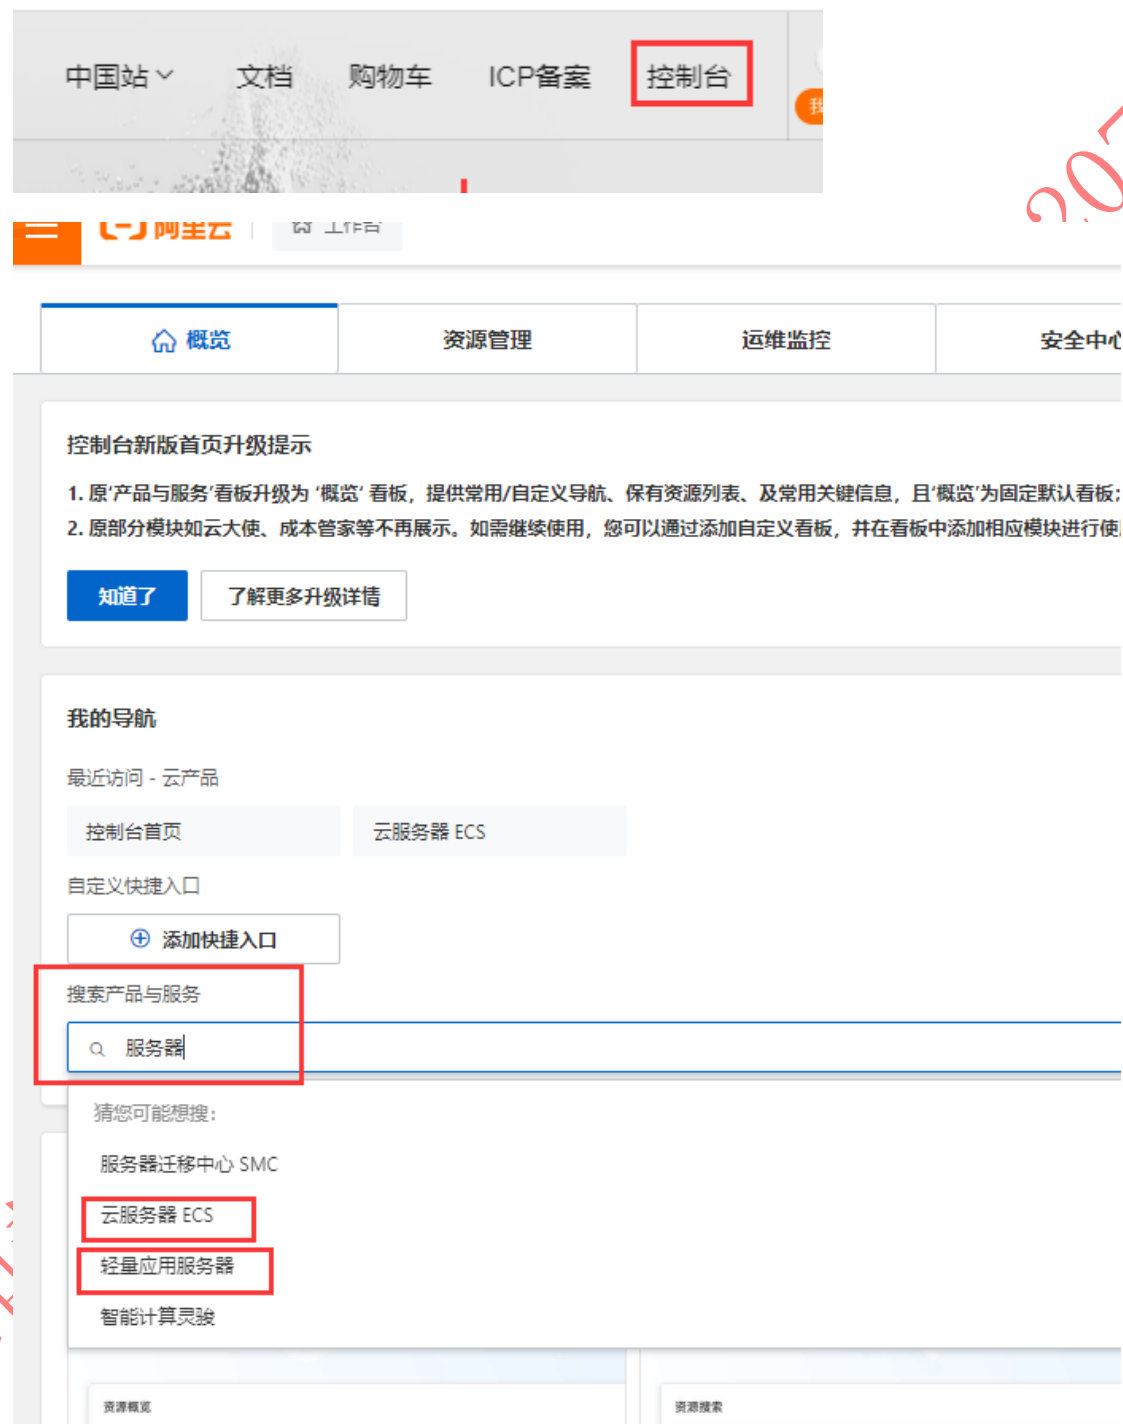 中国站 文档 购物车 ICP备案 控制台
阿里云 工作台
概览 资源管理 运维监控 安全中心
控制台新版首页升级提示
1. 原‘产品与服务’看板升级为 ‘概览’ 看板，提供常用/自定义导航、保有资源列表、及常用关键信息，且‘概览’为固定默认看板;
2. 原部分模块如云大使、成本管家等不再展示。如需继续使用，您可以通过添加自定义看板，并在看板中添加相应模块进行使
知道了 了解更多升级详情
我的导航
最近访问 - 云产品
控制台首页 云服务器 ECS
自定义快捷入口
添加快捷入口
搜索产品与服务
服务器
猜您可能想搜：
服务器迁移中心 SMC
云服务器 ECS
轻量应用服务器
智能计算灵骏
资源概览 资源搜索